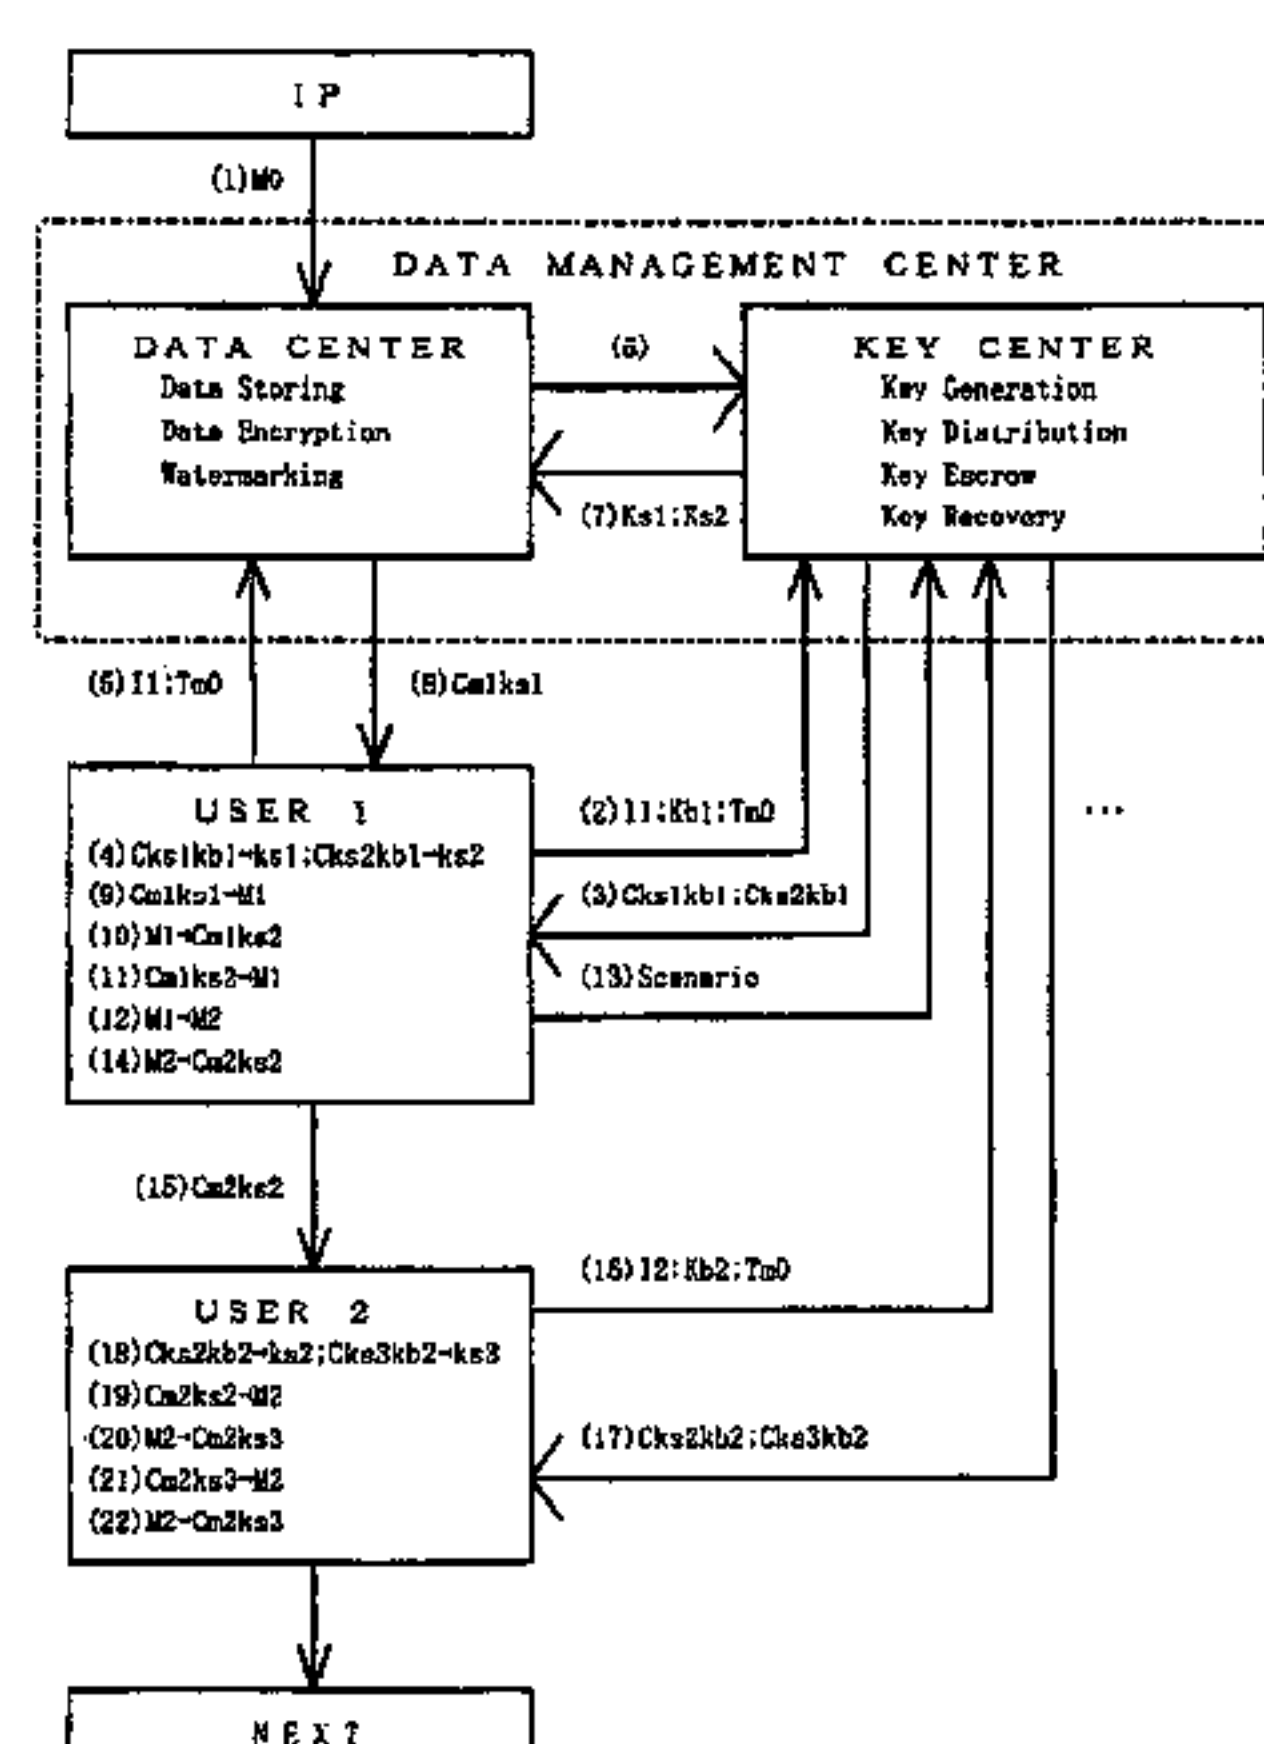 IP
(1)M0
DATA MANAGEMENT CENTER
DATA CENTER
Data Storing
Data Encryption
Watermarking
(6)
KEY CENTER
Key Generation
Key Distribution
Key Escrow
Key Recovery
(7)Ks1;Ks2
(5)I1;Tm0
(8)Cm1ks1
USER 1
(4)Cks1kb1→ks1;Cks2kb1→ks2
(9)Cm1ks1→M1
(10)M1→Cm1ks2
(11)Cm1ks2→M1
(12)M1→M2
(14)M2→Cm2ks2
(2)I1;Kb1;Tm0
(3)Cks1kb1;Cks2kb1
(13)Scenario
...
(15)Cm2ks2
(16)I2;Kb2;Tm0
USER 2
(18)Cks2kb2→ks2;Cks3kb2→ks3
(19)Cm2ks2→M2
(20)M2→Cm2ks3
(21)Cm2ks3→M2
(22)M2→Cm2ks3
(17)Cks2kb2;Cks3kb2
NEXT